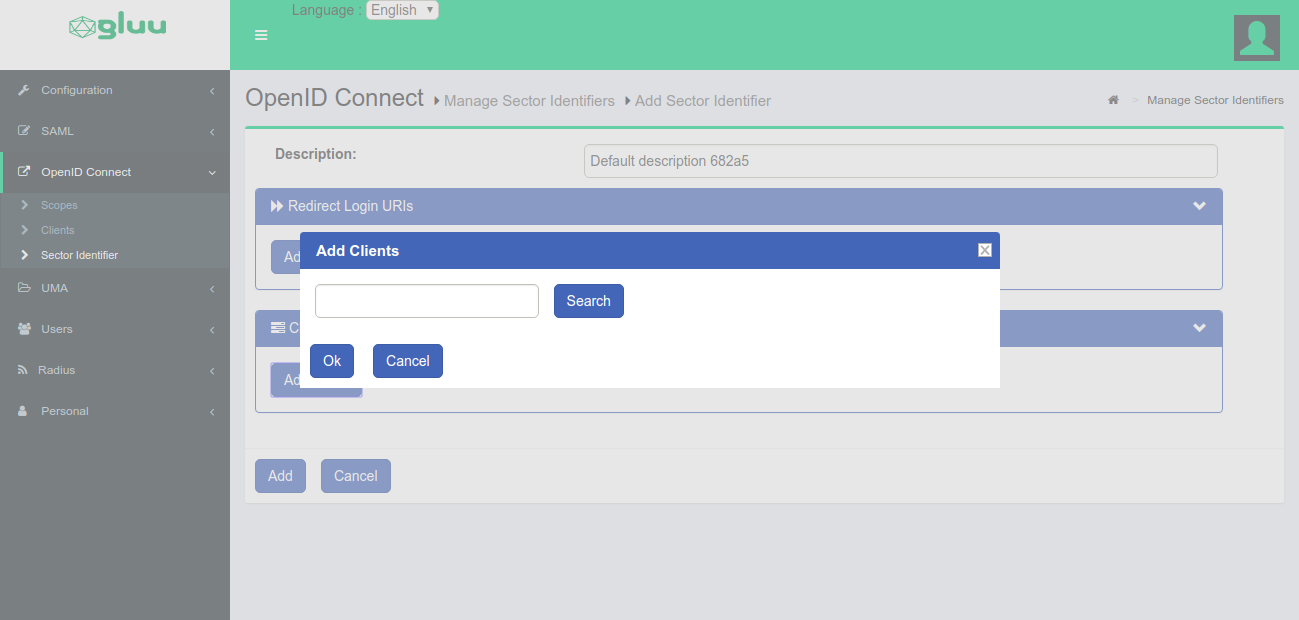 gluu
Language : English
Configuration
SAML
OpenID Connect
Scopes
Clients
Sector Identifier
UMA
Users
Radius
Personal
OpenID Connect Manage Sector Identifiers Add Sector Identifier
> Manage Sector Identifiers
Description: Default description 682a5
Redirect Login URIs
Ad
Add Clients
Search
Ok Cancel
C
Ad
Add Cancel